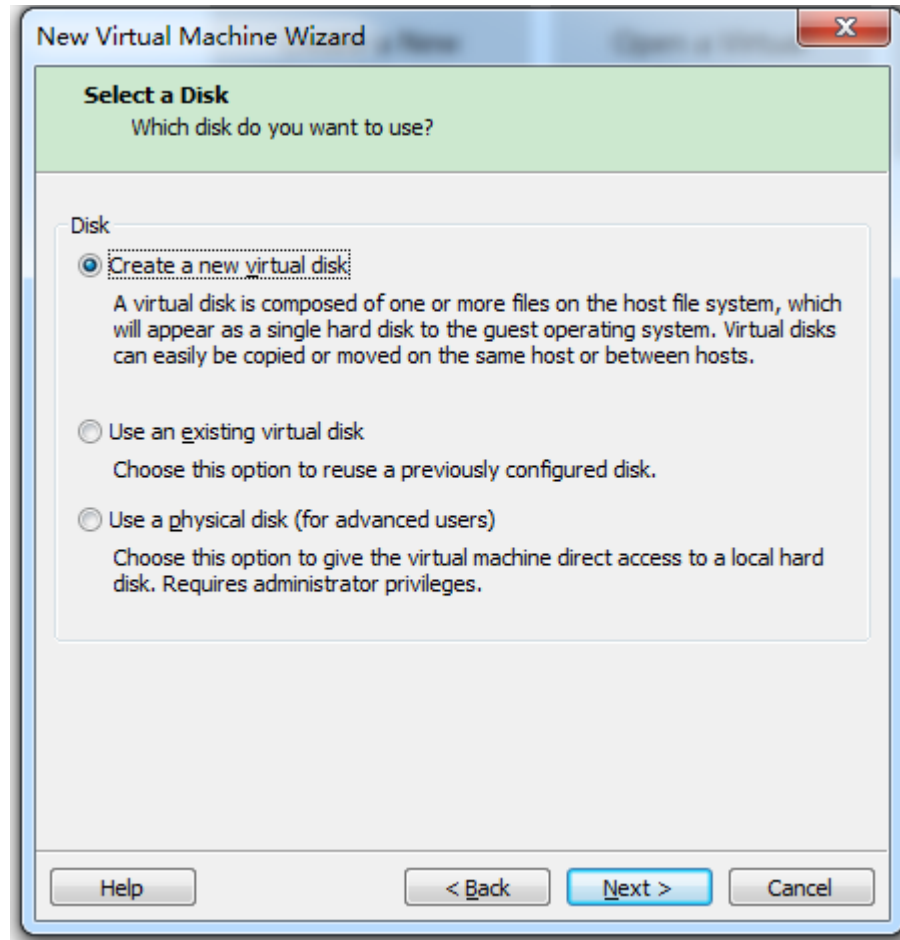 New Virtual Machine Wizard
a New
Open a Virtual
Select a Disk
Which disk do you want to use?
Disk
Create a new virtual disk
A virtual disk is composed of one or more files on the host file system, which
will appear as a single hard disk to the guest operating system. Virtual disks
can easily be copied or moved on the same host or between hosts.
Use an existing virtual disk
Choose this option to reuse a previously configured disk.
Use a physical disk (for advanced users)
Choose this option to give the virtual machine direct access to a local hard
disk. Requires administrator privileges.
Help
< Back
Next >
Cancel